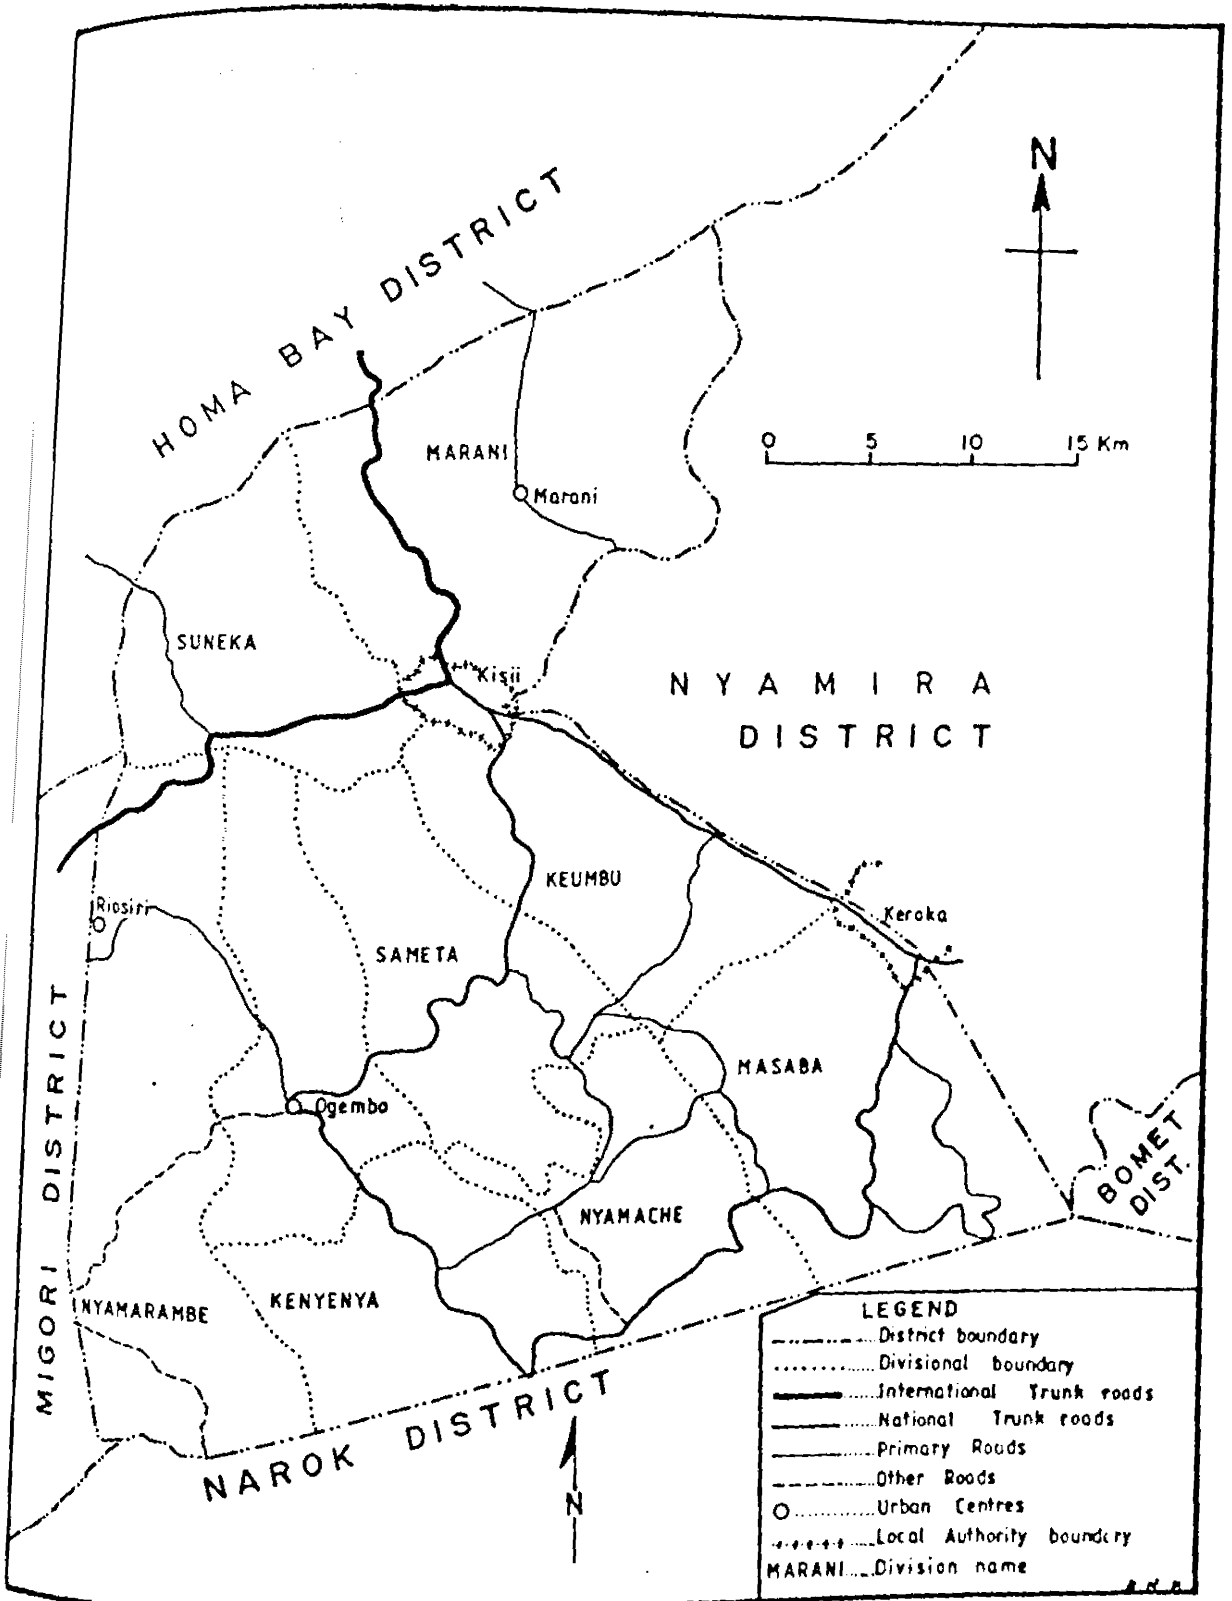 N
HOMA BAY DISTRICT
0 5 10 15 Km
MARANI
Marani
SUNEKA
Kisii
NYAMIRA
DISTRICT
KEUMBU
Riosiri
Keroka
SAMETA
MASABA
Ogembo
MIGORI DISTRICT
BOMET
DIST.
NYAMACHE
NYAMARAMBE
KENYENYA
NAROK DISTRICT
N
LEGEND
District boundary
Divisional boundary
International Trunk roads
National Trunk roads
Primary Roads
Other Roads
Urban Centres
Local Authority boundary
MARANI Division name